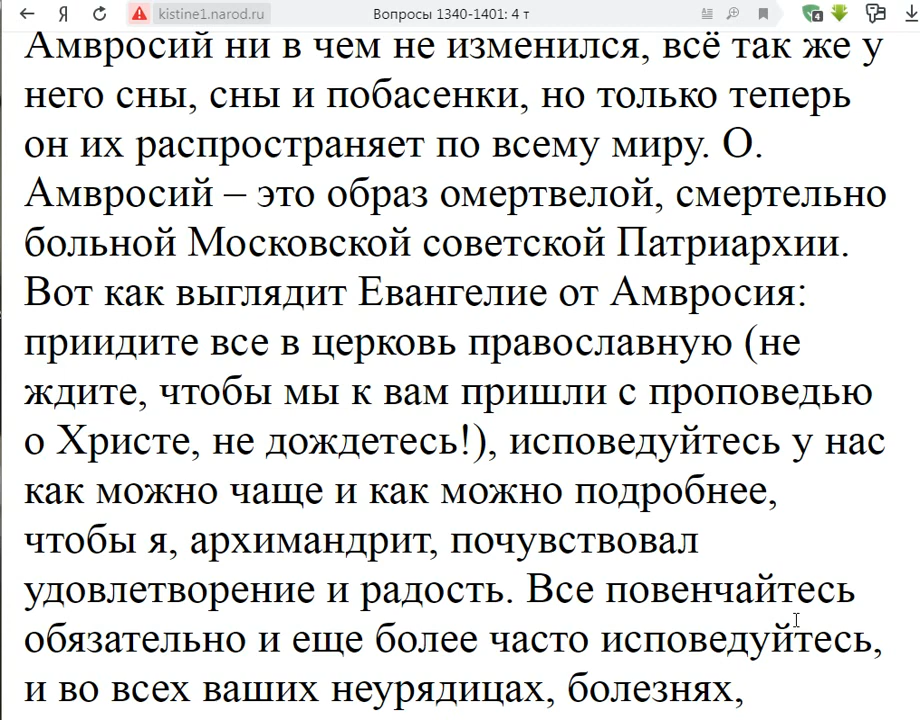 Я kistine1.narod.ru Вопросы 1340-1401: 4 т 4
Амвросий ни в чем не изменился, всё так же у
него сны, сны и побасенки, но только теперь
он их распространяет по всему миру. О.
Амвросий – это образ омертвелой, смертельно
больной Московской советской Патриархии.
Вот как выглядит Евангелие от Амвросия:
приидите все в церковь православную (не
ждите, чтобы мы к вам пришли с проповедью
о Христе, не дождетесь!), исповедуйтесь у нас
как можно чаще и как можно подробнее,
чтобы я, архимандрит, почувствовал
удовлетворение и радость. Все повенчайтесь
обязательно и еще более часто исповедуйтесь,
и во всех ваших неурядицах, болезнях,